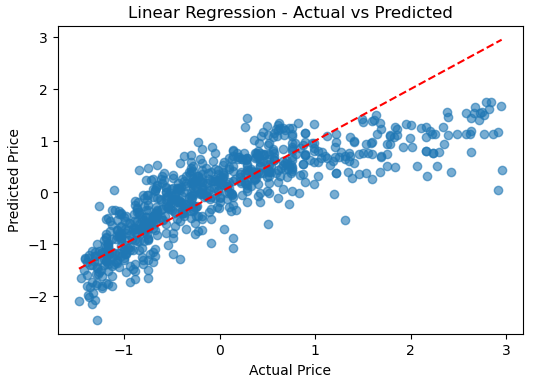 Linear Regression - Actual vs Predicted
3
2
1
0
−1
−2
Predicted Price
−1 0 1 2 3
Actual Price